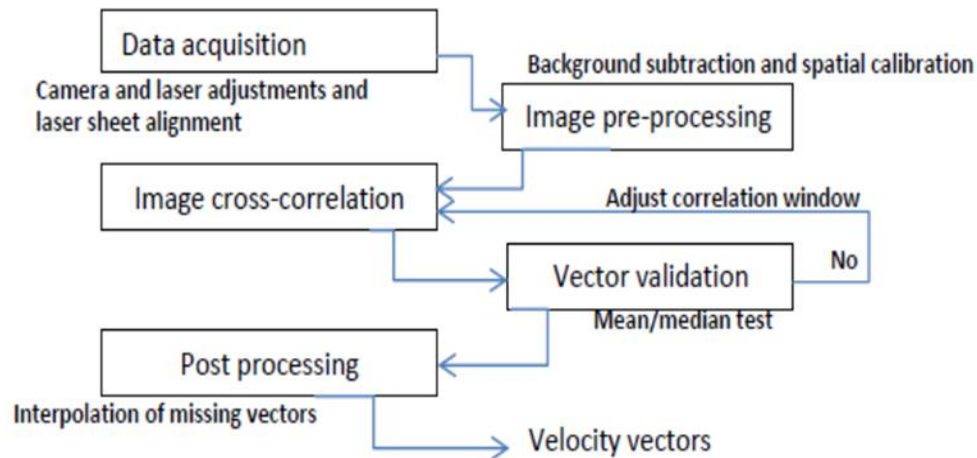 Data acquisition
Camera and laser adjustments and
laser sheet alignment
Background subtraction and spatial calibration
Image pre-processing
Image cross-correlation
Adjust correlation window
No
Vector validation
Mean/median test
Post processing
Interpolation of missing vectors
Velocity vectors